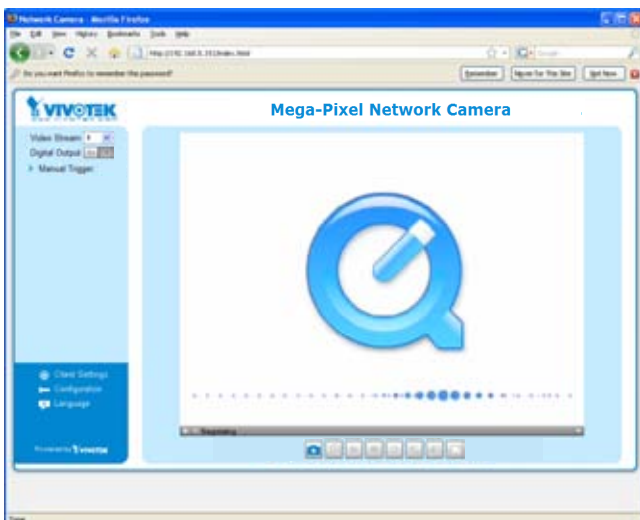 Network Camera - Mozilla Firefox
File Edit View History Bookmarks Tools Help
Do you want Firefox to remember this password?
Remember
Never for This Site
Not Now
VIVOTEK
Mega-Pixel Network Camera
Video Stream
Digital Output
Manual Trigger
Client Settings
Configuration
Language
Powered by VIVOTEK
Done